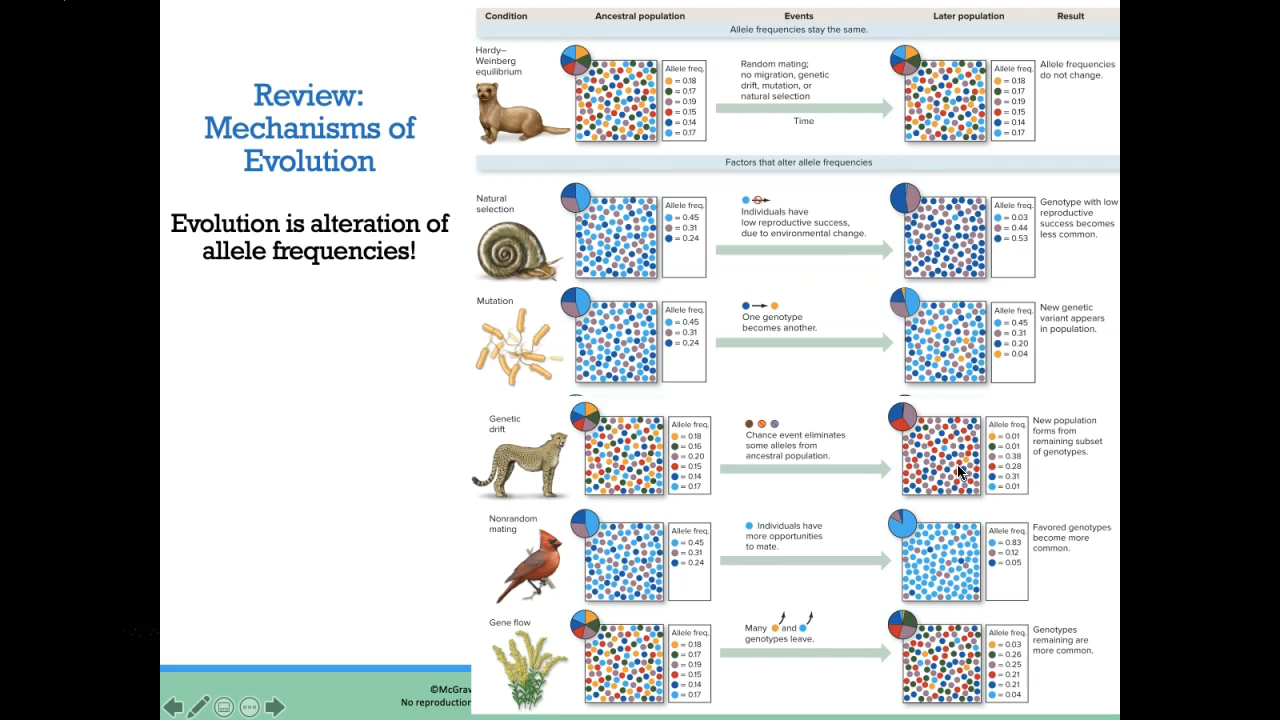 Review:
Mechanisms of
Evolution
Evolution is alteration of
allele frequencies!
Condition
Ancestral population
Events
Later population
Result
Allele frequencies stay the same.
Hardy–
Weinberg
equilibrium
Allele freq.
= 0.18
= 0.17
= 0.19
= 0.15
= 0.14
= 0.17
Random mating;
no migration, genetic
drift, mutation, or
natural selection
Time
Allele freq.
= 0.18
= 0.17
= 0.19
= 0.15
= 0.14
= 0.17
Allele frequencies
do not change.
Factors that alter allele frequencies
Natural
selection
Allele freq.
= 0.45
= 0.31
= 0.24
Individuals have
low reproductive success,
due to environmental change.
Allele freq.
= 0.03
= 0.44
= 0.53
Genotype with low
reproductive
success becomes
less common.
Mutation
Allele freq.
= 0.45
= 0.31
= 0.24
One genotype
becomes another.
Allele freq.
= 0.45
= 0.31
= 0.20
= 0.04
New genetic
variant appears
in population.
Genetic
drift
Allele freq.
= 0.18
= 0.16
= 0.20
= 0.15
= 0.14
= 0.17
Chance event eliminates
some alleles from
ancestral population.
Allele freq.
= 0.01
= 0.01
= 0.38
= 0.28
= 0.31
= 0.01
New population
forms from
remaining subset
of genotypes.
Nonrandom
mating
Allele freq.
= 0.45
= 0.31
= 0.24
Individuals have
more opportunities
to mate.
Allele freq.
= 0.83
= 0.12
= 0.05
Favored genotypes
become more
common.
Gene flow
Allele freq.
= 0.18
= 0.17
= 0.19
= 0.15
= 0.14
= 0.17
Many and
genotypes leave.
Allele freq.
= 0.03
= 0.26
= 0.25
= 0.21
= 0.21
= 0.04
Genotypes
remaining are
more common.
©McGraw
No reproduction